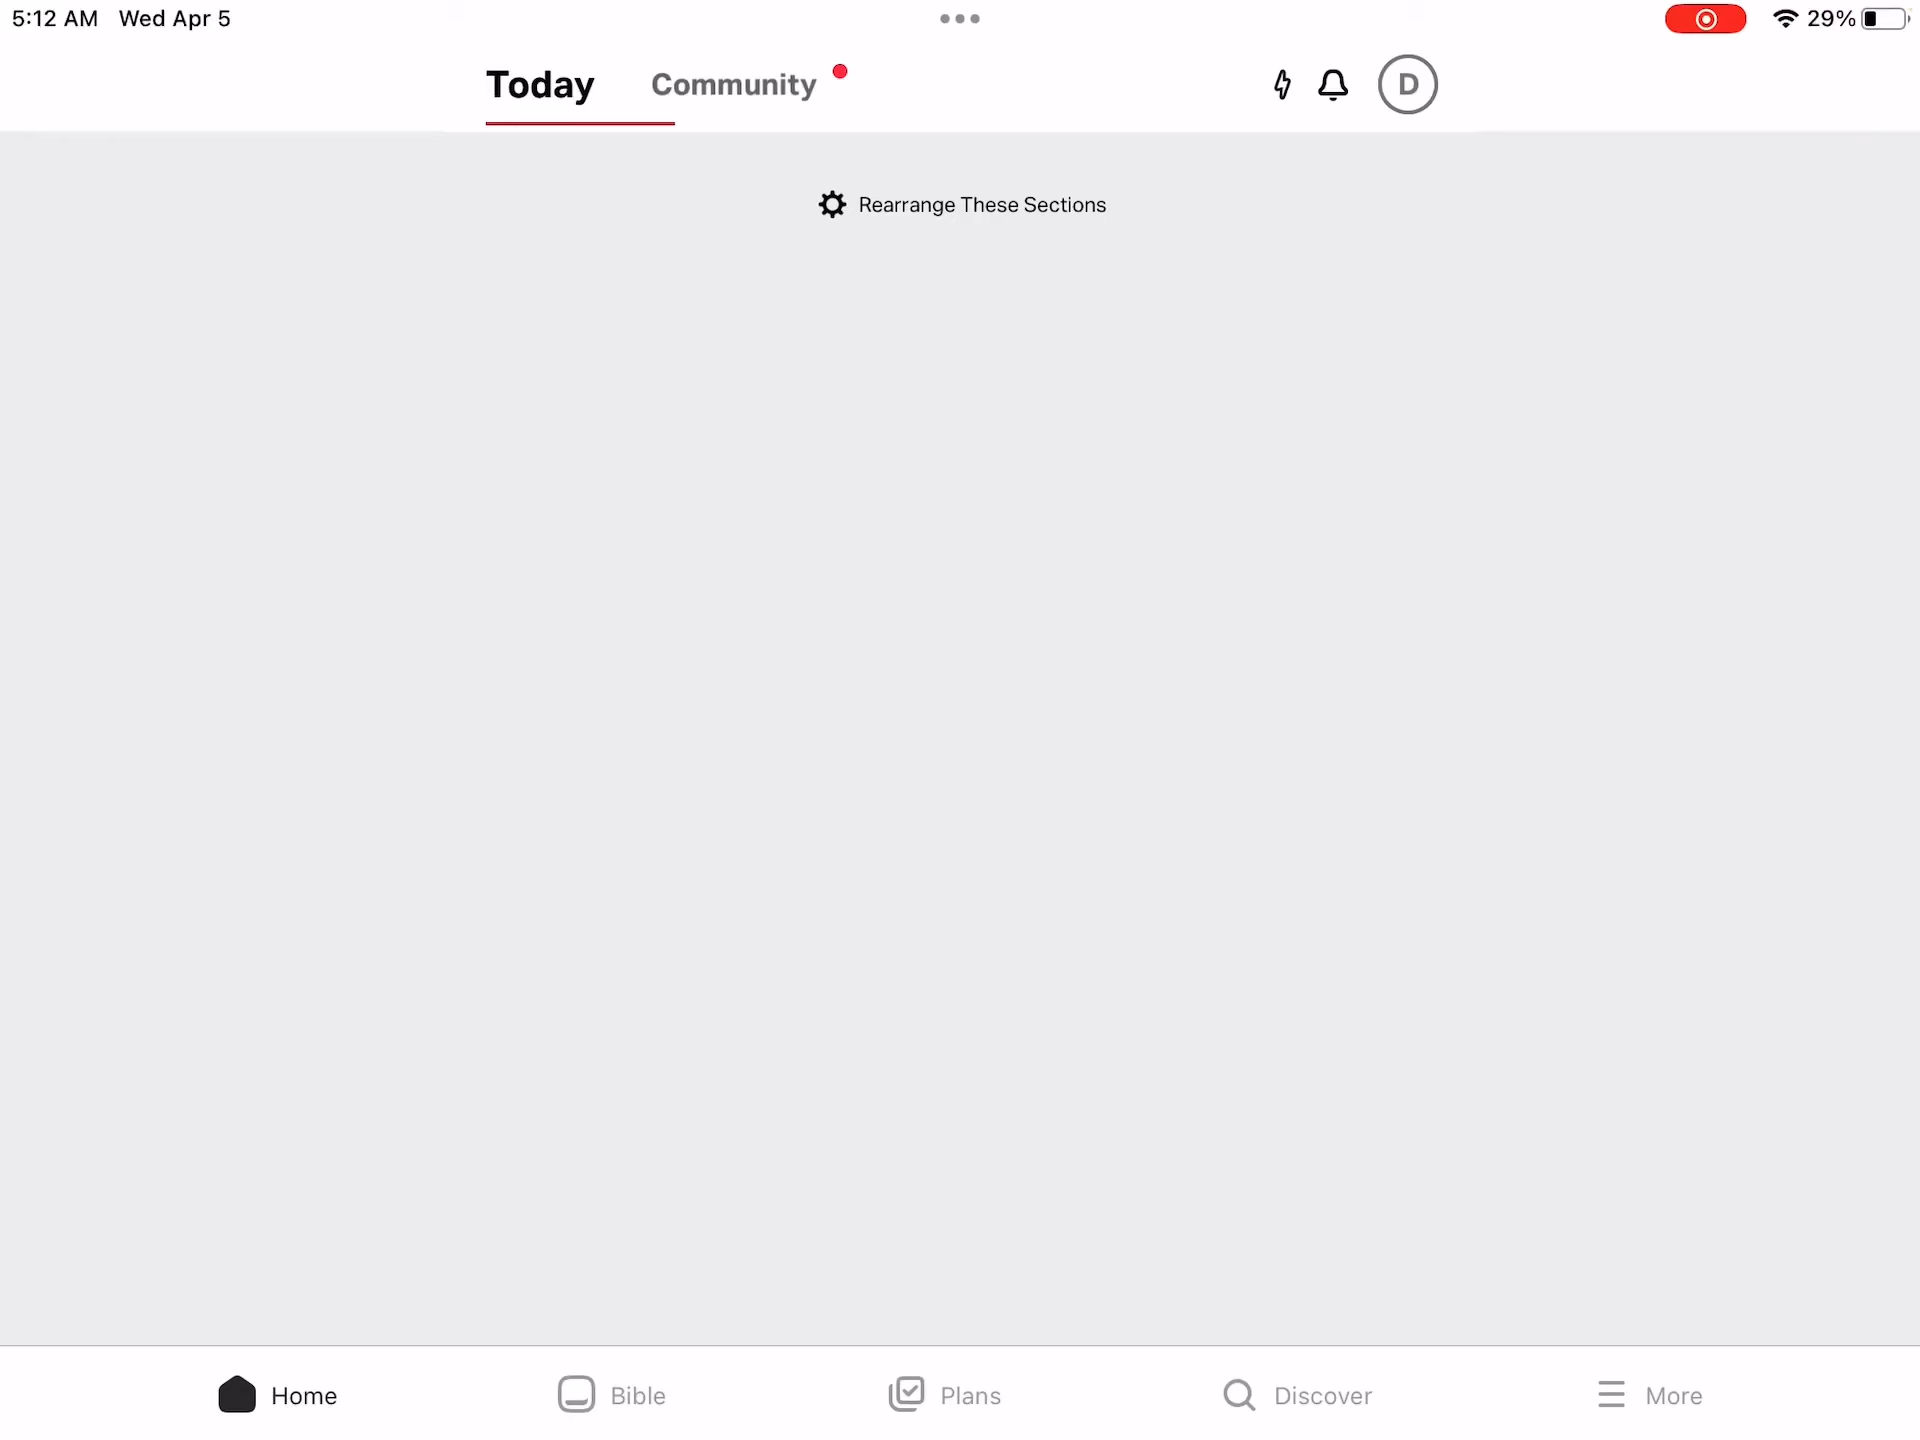 5:12 AM Wed Apr 5
29%
Today Community
D
Rearrange These Sections
Home Bible Plans Discover More